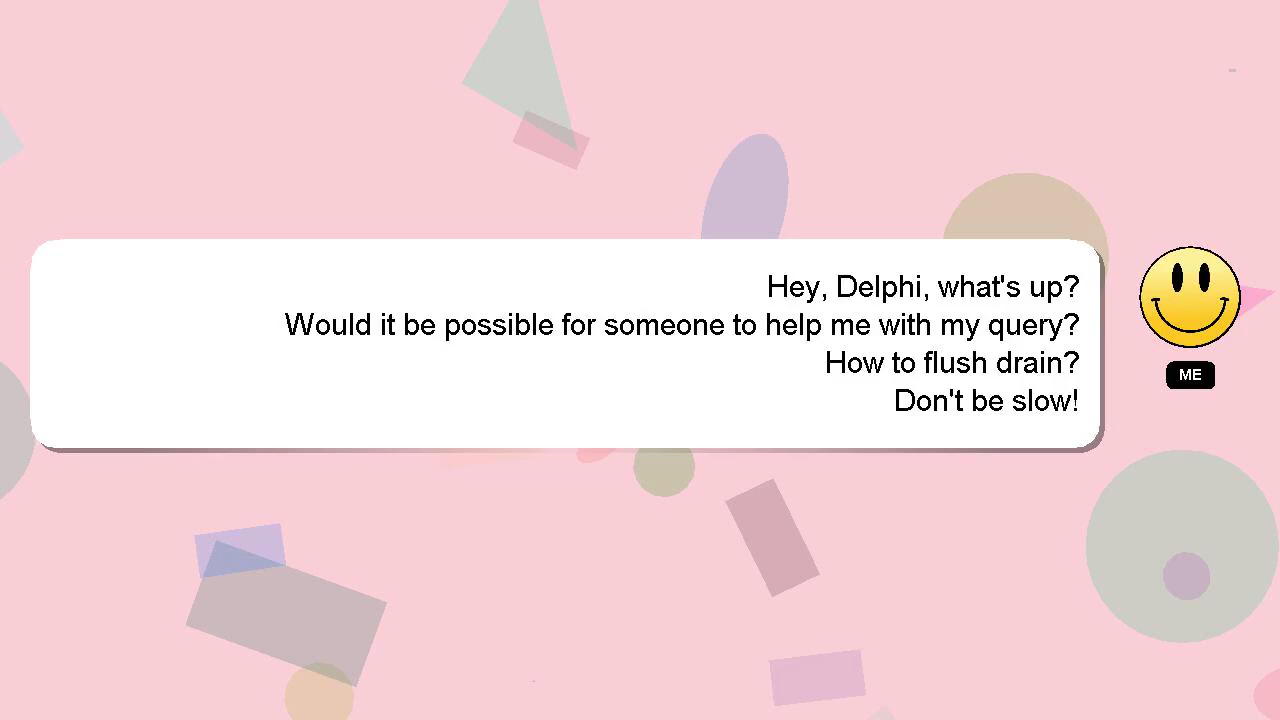 Hey, Delphi, what's up?
Would it be possible for someone to help me with my query?
How to flush drain?
Don't be slow!
ME